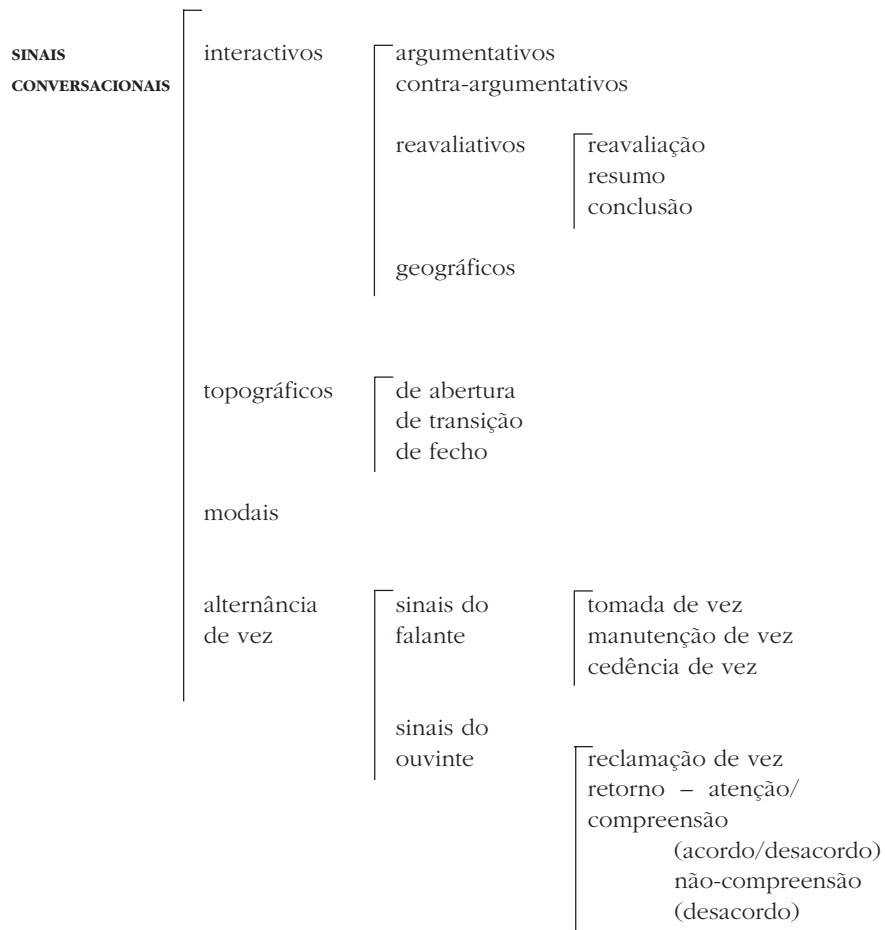 SINAIS interactivos argumentativos
CONVERSACIONAIS contra-argumentativos
reavaliativos reavaliação
resumo
conclusão
geográficos
topográficos de abertura
de transição
de fecho
modais
alternância sinais do tomada de vez
de vez falante manutenção de vez
cedência de vez
sinais do
ouvinte reclamação de vez
retorno – atenção/
compreensão
(acordo/desacordo)
não-compreensão
(desacordo)